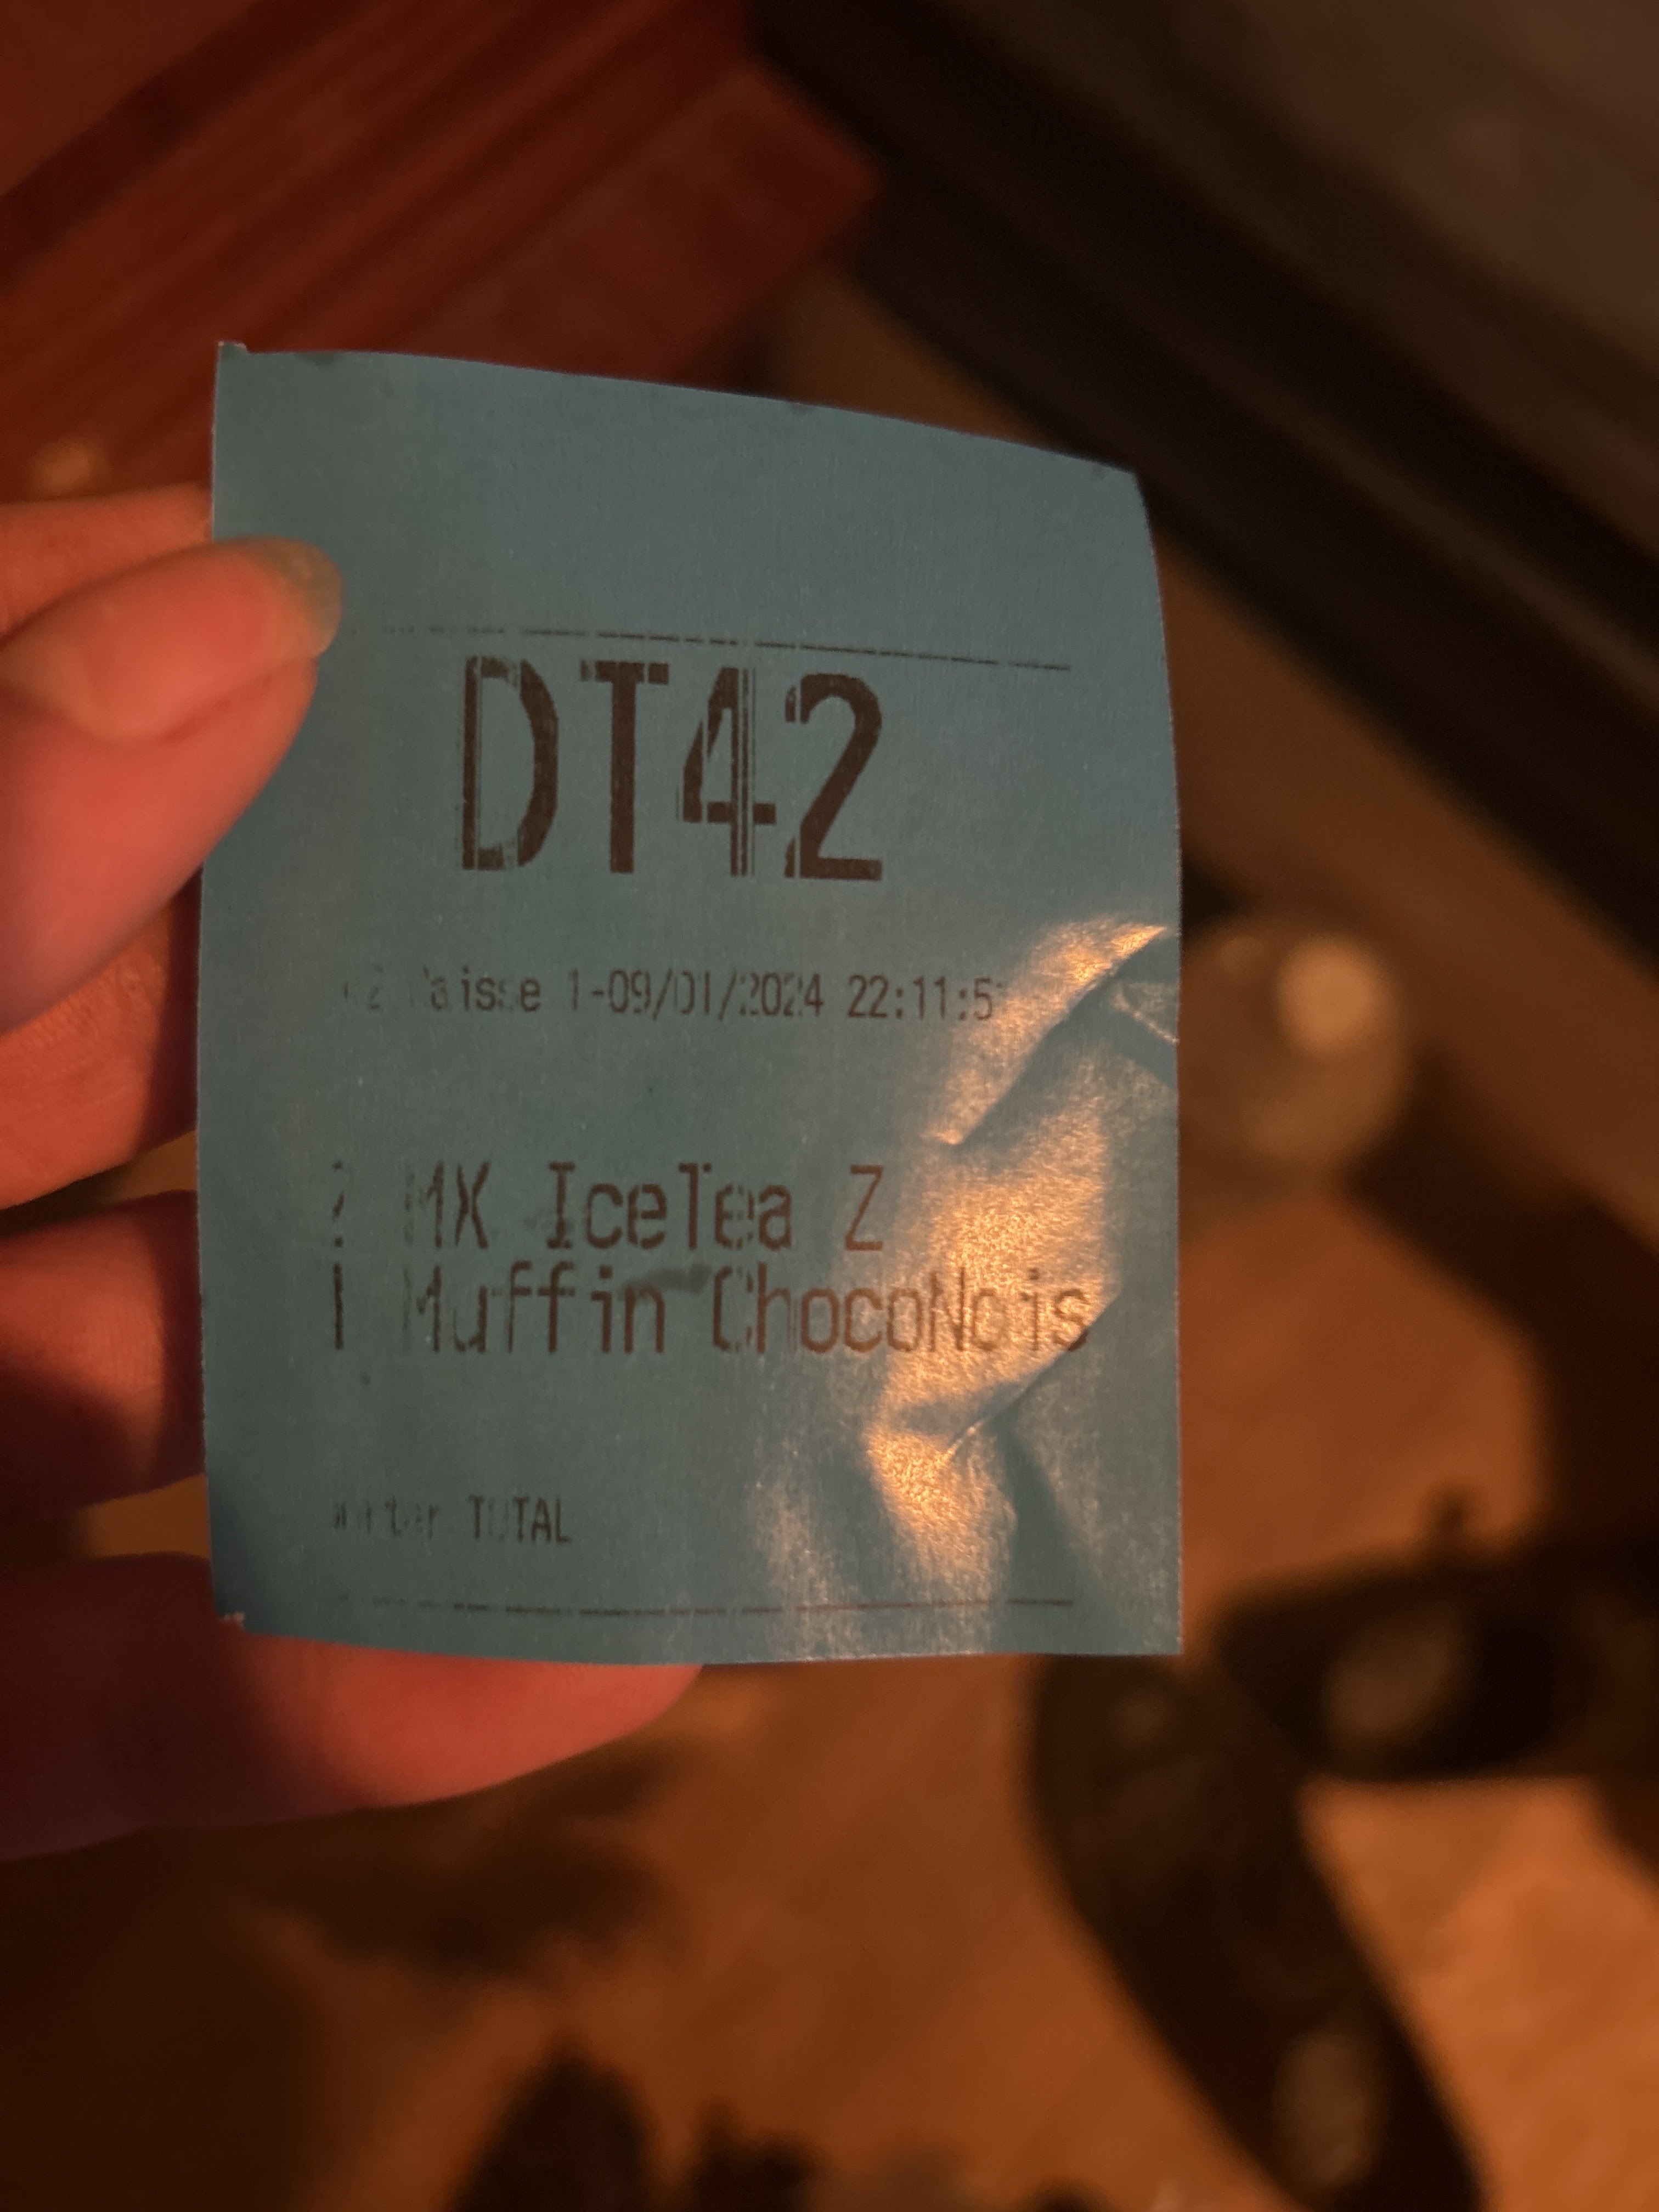 DT42
Caisse 1-09/01/2024 22:11:5
2 MX IceTea Z
1 Muffin ChocoNois
TOTAL